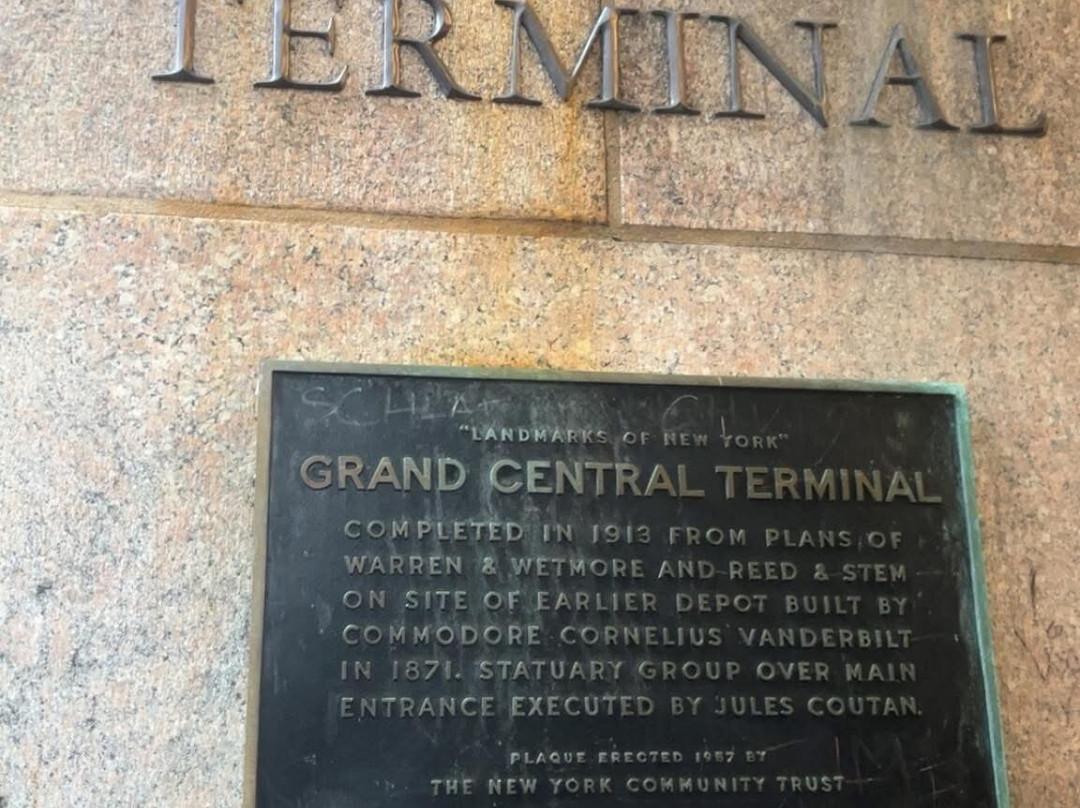 TERMINAL
"LANDMARKS OF NEW YORK"
GRAND CENTRAL TERMINAL
COMPLETED IN 1913 FROM PLANS OF
WARREN & WETMORE AND REED & STEM
ON SITE OF EARLIER DEPOT BUILT BY
COMMODORE CORNELIUS VANDERBILT
IN 1871. STATUARY GROUP OVER MAIN
ENTRANCE EXECUTED BY JULES COUTAN.
PLAQUE ERECTED 1957 BY
THE NEW YORK COMMUNITY TRUST